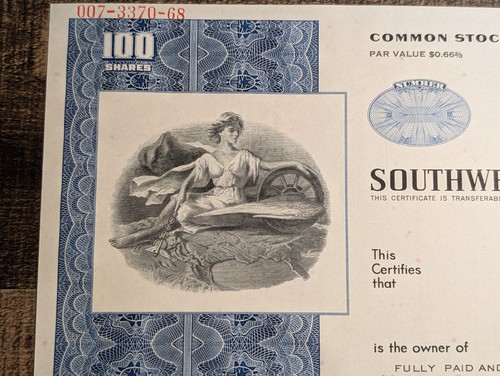 007-3370-68
100
SHARES
COMMON STOC
PAR VALUE $0.66⅔
NUMBER
SOUTHWE
THIS CERTIFICATE IS TRANSFERABL
This
Certifies
that
is the owner of
FULLY PAID AND